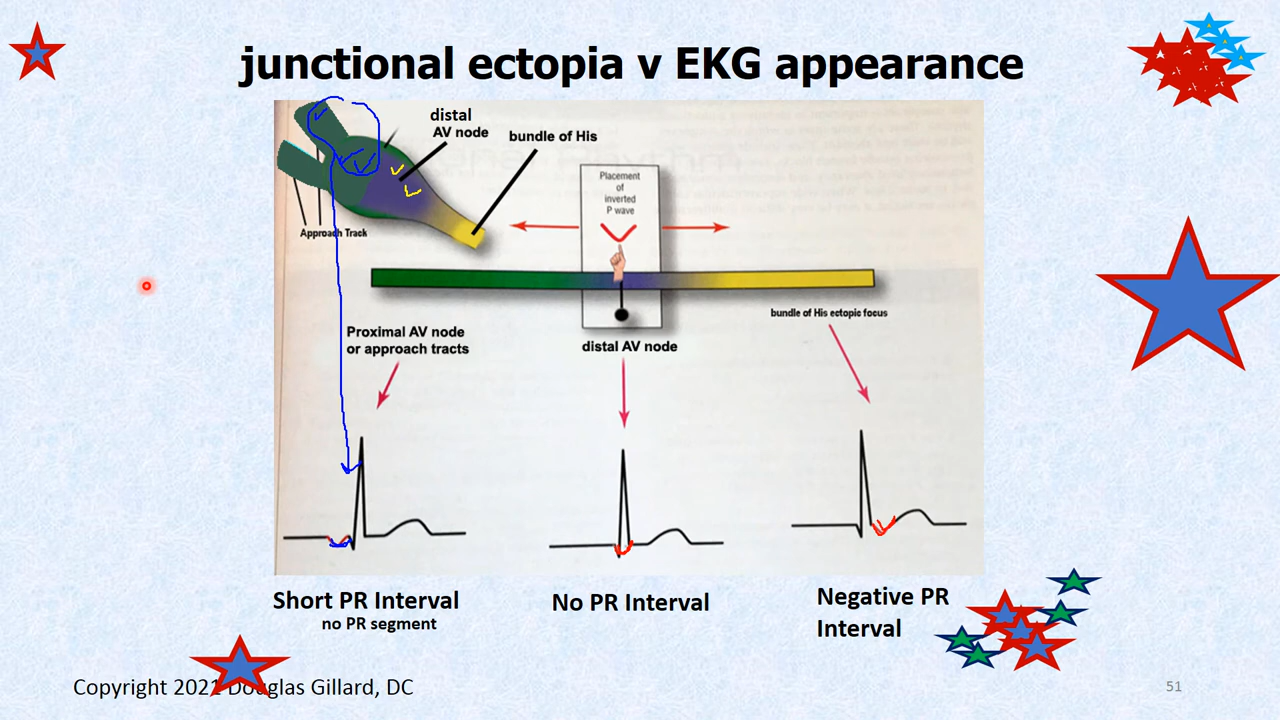 junctional ectopia v EKG appearance
distal
AV node
bundle of His
Placement
of
inverted
P wave
Approach Track
bundle of His ectopic focus
Proximal AV node
or approach tracts
distal AV node
Short PR Interval
no PR segment
No PR Interval
Negative PR
Interval
Copyright 2021 Douglas Gillard, DC
51